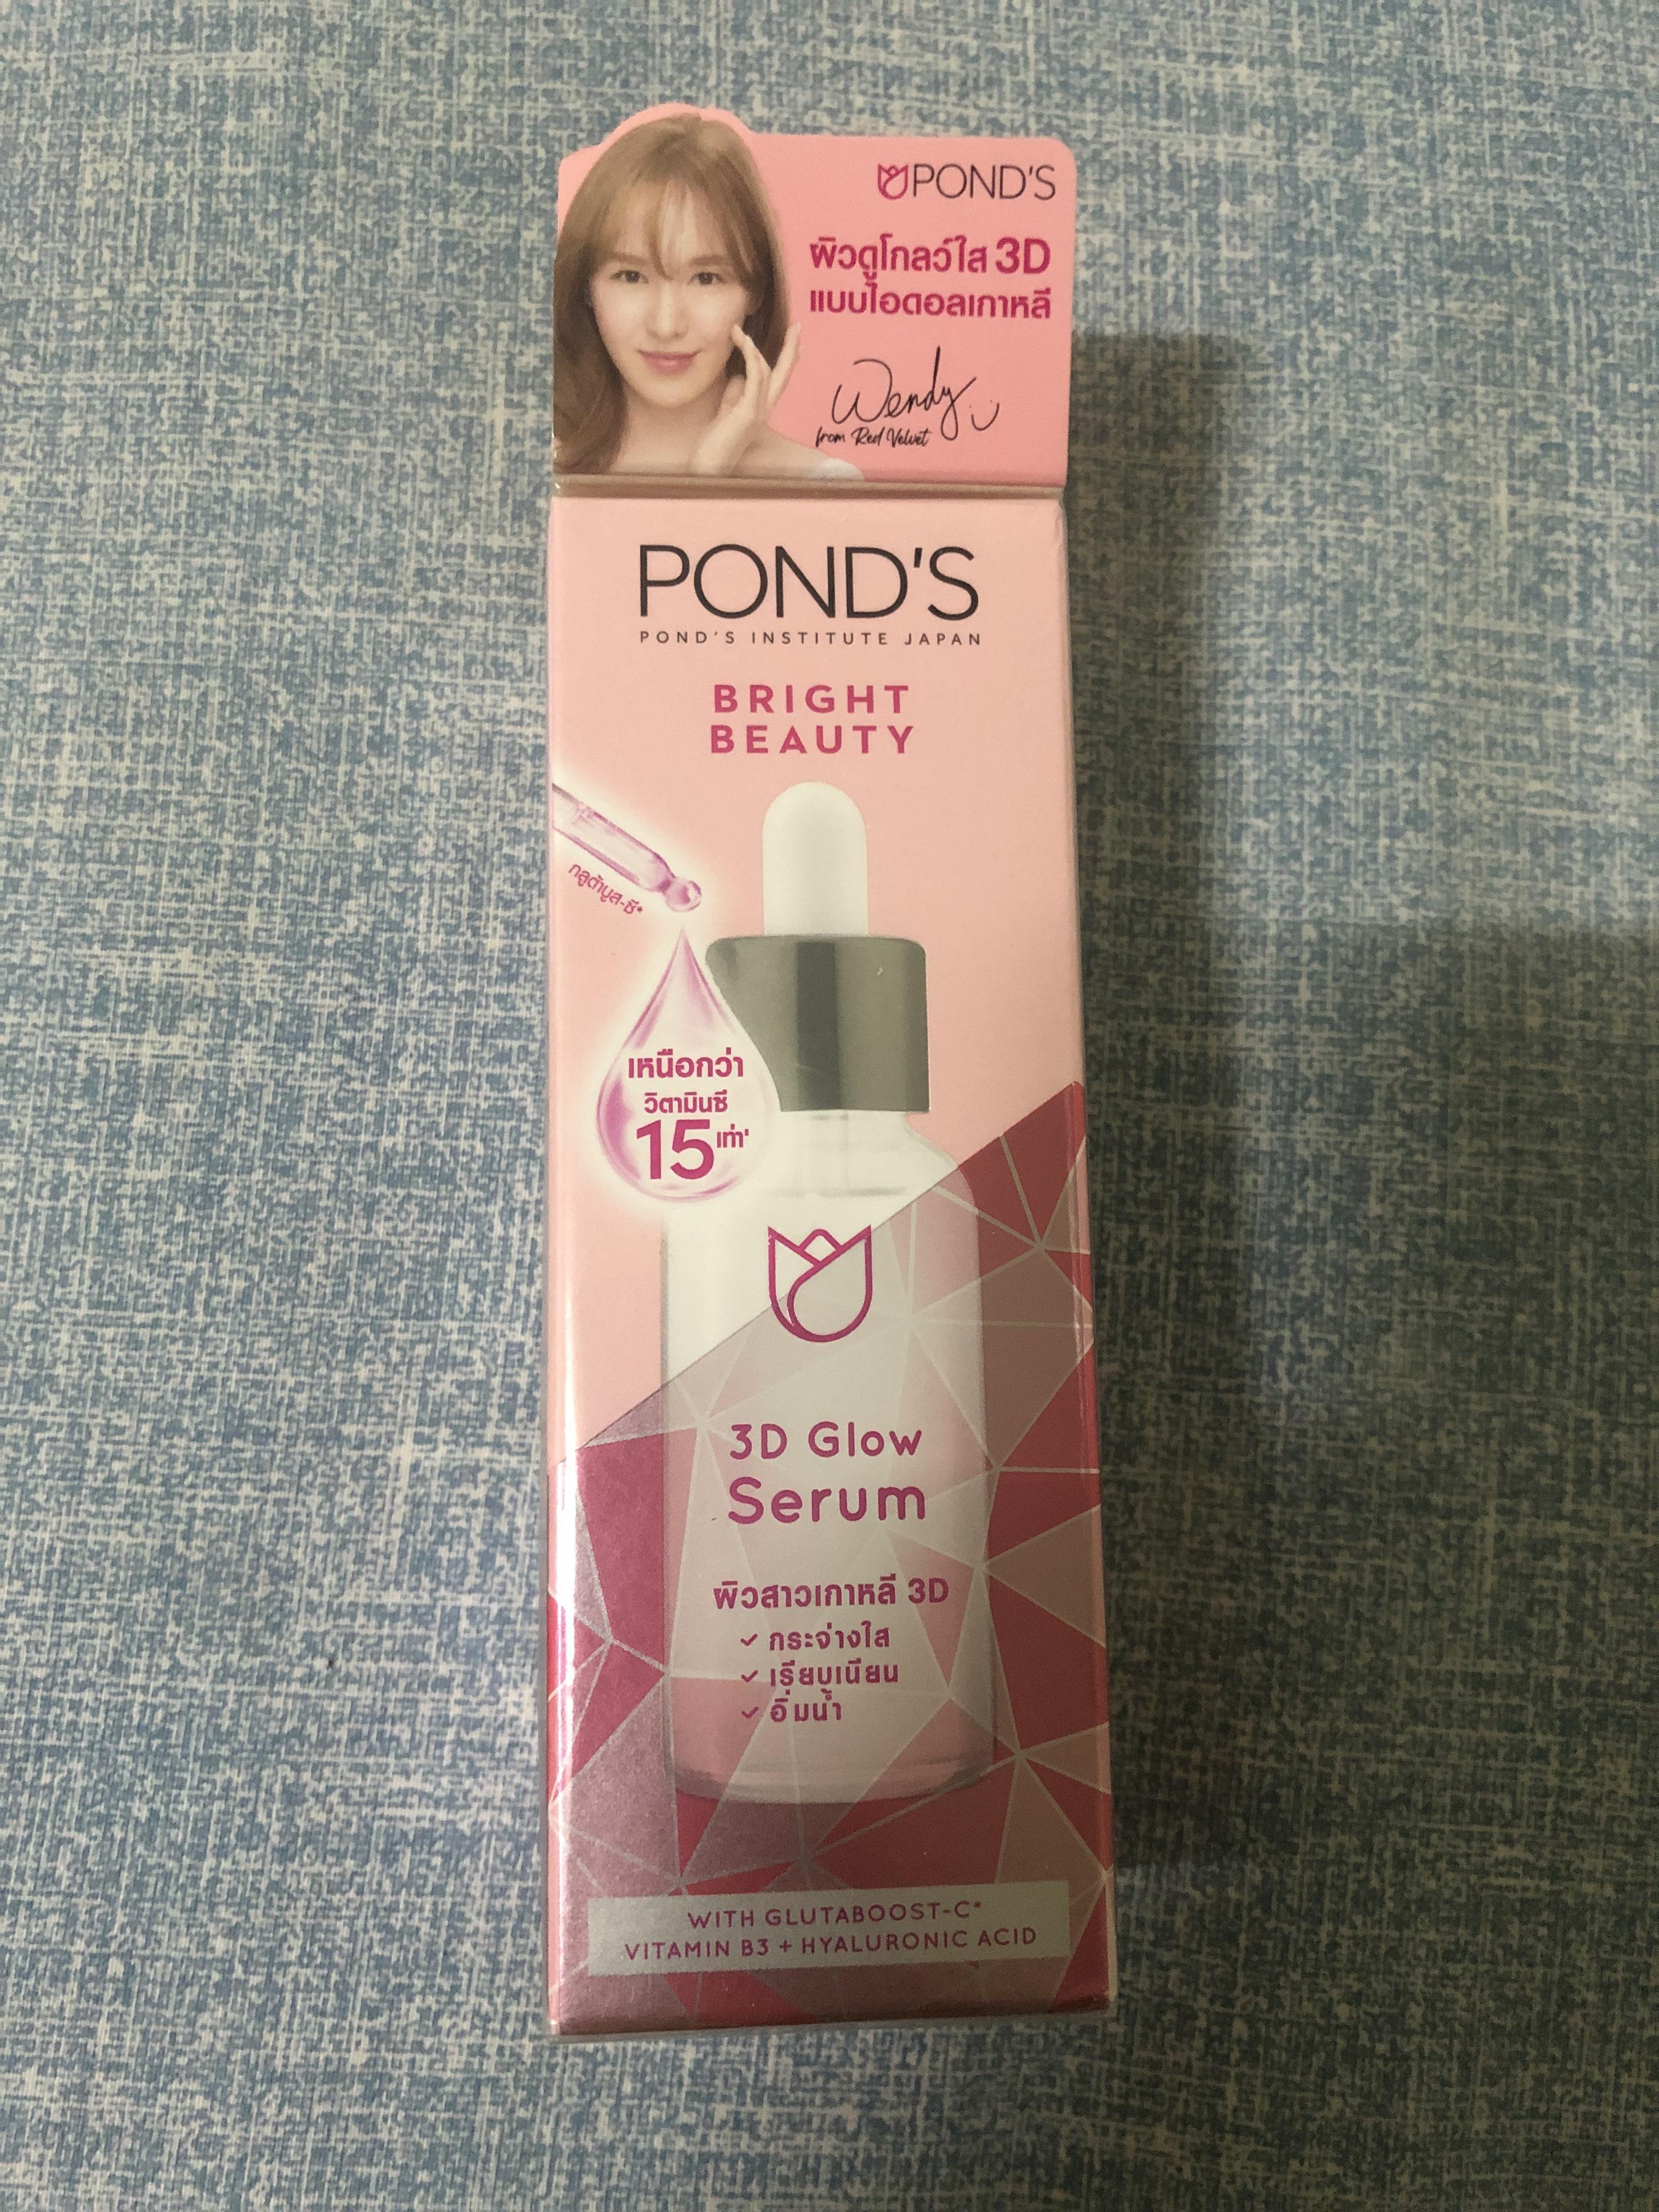 POND'S
ผิวดูโกลว์ใส 3D
แบบไอดอลเกาหลี
Wendy
from Red Velvet
POND'S
POND'S INSTITUTE JAPAN
BRIGHT
BEAUTY
กลูต้าบูส-ซี*
เหนือกว่า
วิตามินซี
15 เท่า¹
3D Glow
Serum
ผิวสาวเกาหลี 3D
✓ กระจ่างใส
✓ เรียบเนียน
✓ อิ่มน้ำ
WITH GLUTABOOST-C*
VITAMIN B3 + HYALURONIC ACID